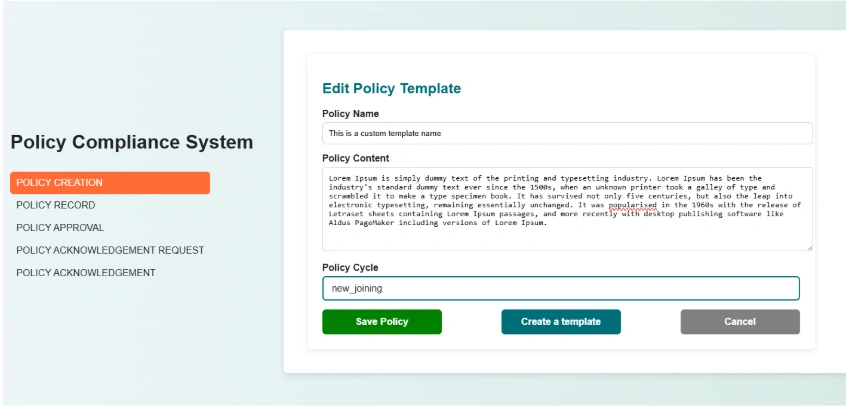 Policy Compliance System
POLICY CREATION
POLICY RECORD
POLICY APPROVAL
POLICY ACKNOWLEDGEMENT REQUEST
POLICY ACKNOWLEDGEMENT
Edit Policy Template
Policy Name
This is a custom template name
Policy Content
Lorem Ipsum is simply dummy text of the printing and typesetting industry. Lorem Ipsum has been the
industry's standard dummy text ever since the 1500s, when an unknown printer took a galley of type and
scrambled it to make a type specimen book. It has survived not only five centuries, but also the leap into
electronic typesetting, remaining essentially unchanged. It was popularised in the 1960s with the release of
Letraset sheets containing Lorem Ipsum passages, and more recently with desktop publishing software like
Aldus PageMaker including versions of Lorem Ipsum.
Policy Cycle
new_joining
Save Policy
Create a template
Cancel